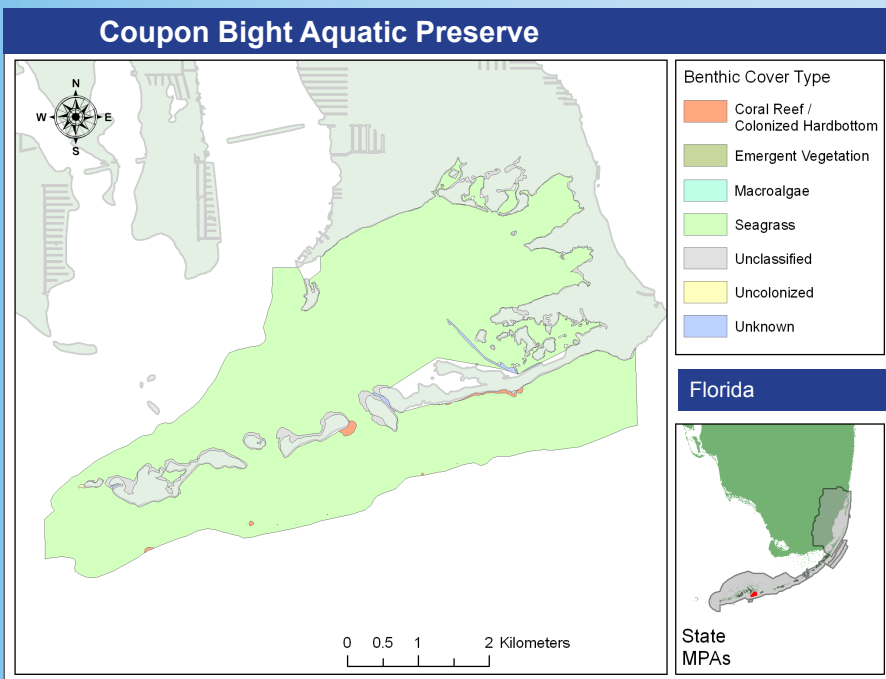 Coupon Bight Aquatic Preserve
N
W
E
S
Benthic Cover Type
Coral Reef /
Colonized Hardbottom
Emergent Vegetation
Macroalgae
Seagrass
Unclassified
Uncolonized
Unknown
Florida
0 0.5 1 2 Kilometers
State
MPAs